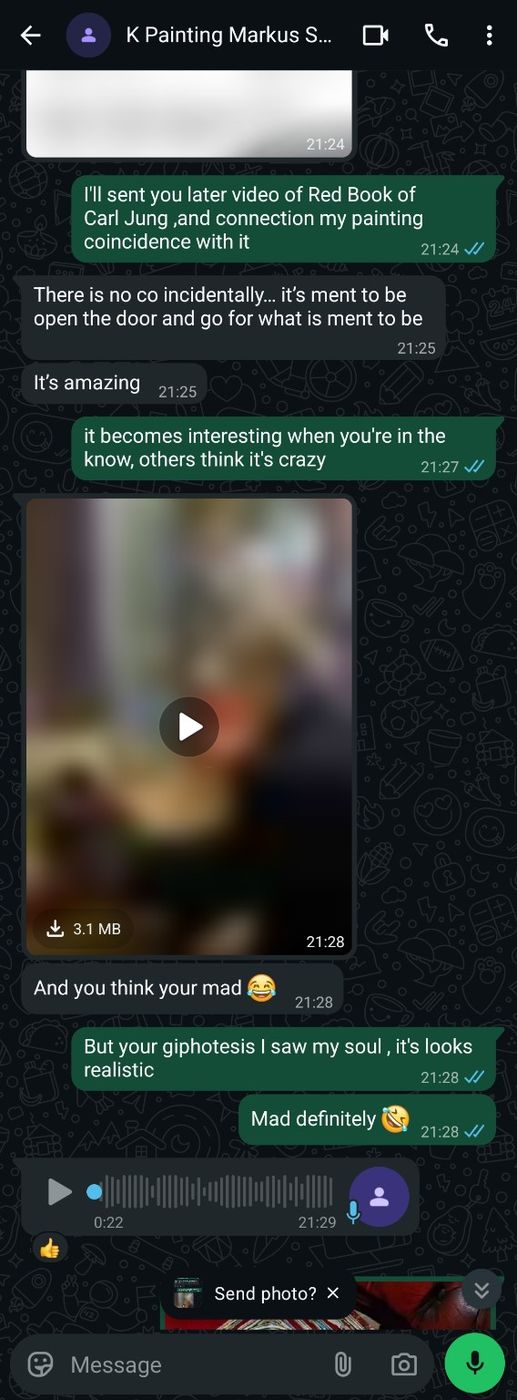 K Painting Markus S...
21:24
I'll sent you later video of Red Book of
Carl Jung ,and connection my painting
coincidence with it
21:24
There is no co incidentally... it's ment to be
open the door and go for what is ment to be
21:25
It's amazing
21:25
it becomes interesting when you're in the
know, others think it's crazy
21:27
3.1 MB
21:28
And you think your mad 😂
21:28
But your giphotesis I saw my soul , it's looks
realistic
21:28
Mad definitely 🤣
21:28
0:22
21:29
👍
Send photo? ×
Message